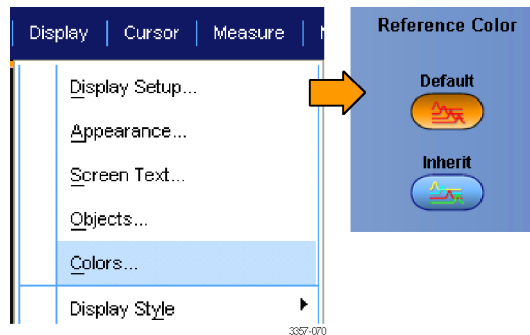 Display Cursor Measure
Display Setup...
Appearance...
Screen Text...
Objects...
Colors...
Display Style
3357-070
Reference Color
Default
Inherit